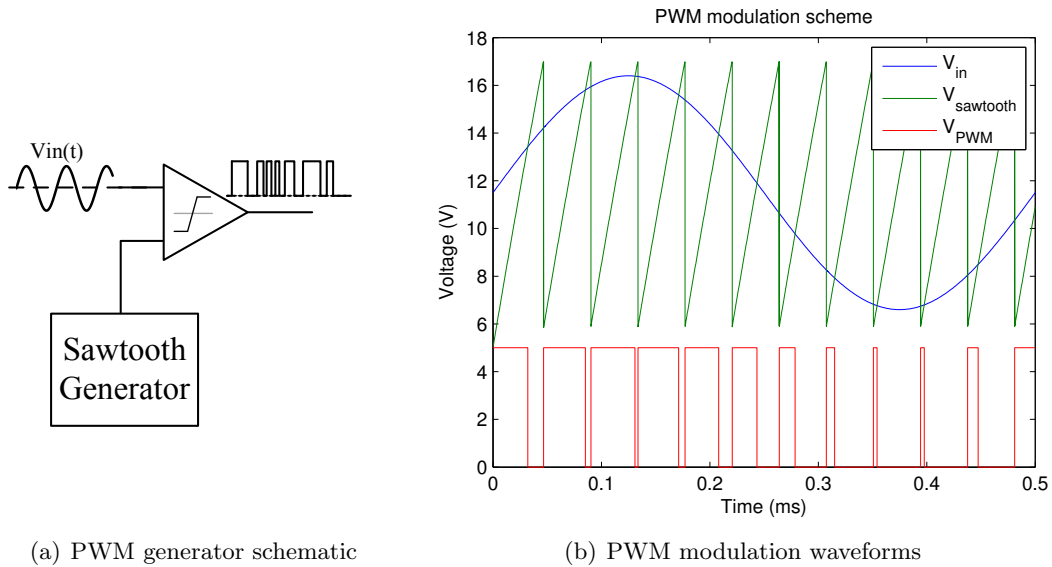 Vin(t)
Sawtooth
Generator
(a) PWM generator schematic
PWM modulation scheme
Voltage (V)
18
16
14
12
10
8
6
4
2
0
0
0.1
0.2
0.3
0.4
0.5
Time (ms)
V_in
V_sawtooth
V_PWM
(b) PWM modulation waveforms